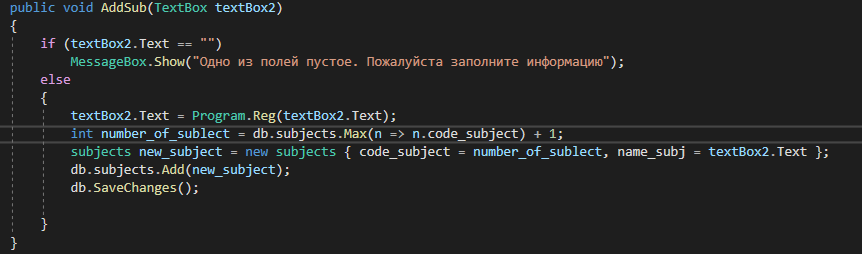 public void AddSub(TextBox textBox2)
{
if (textBox2.Text == "")
MessageBox.Show("Одно из полей пустое. Пожалуйста заполните информацию");
else
{
textBox2.Text = Program.Reg(textBox2.Text);
int number_of_sublect = db.subjects.Max(n => n.code_subject) + 1;
subjects new_subject = new subjects { code_subject = number_of_sublect, name_subj = textBox2.Text };
db.subjects.Add(new_subject);
db.SaveChanges();
}
}